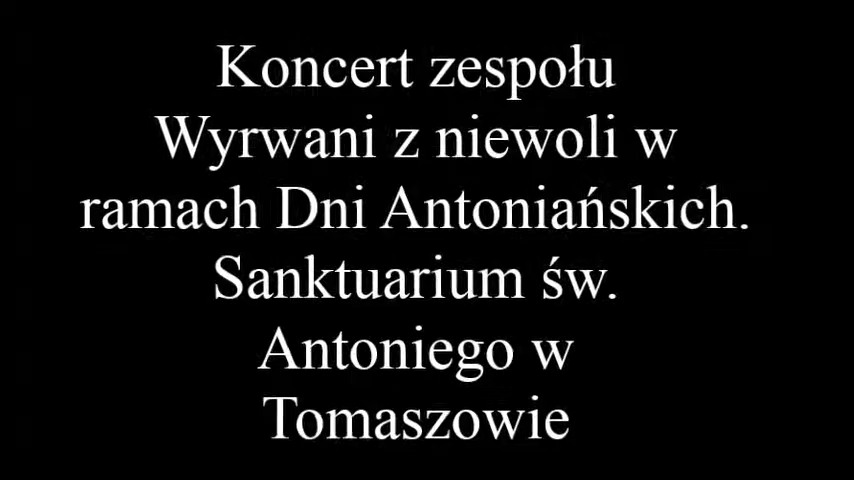 Koncert zespołu
Wyrwani z niewoli w
ramach Dni Antoniańskich.
Sanktuarium św.
Antoniego w
Tomaszowie